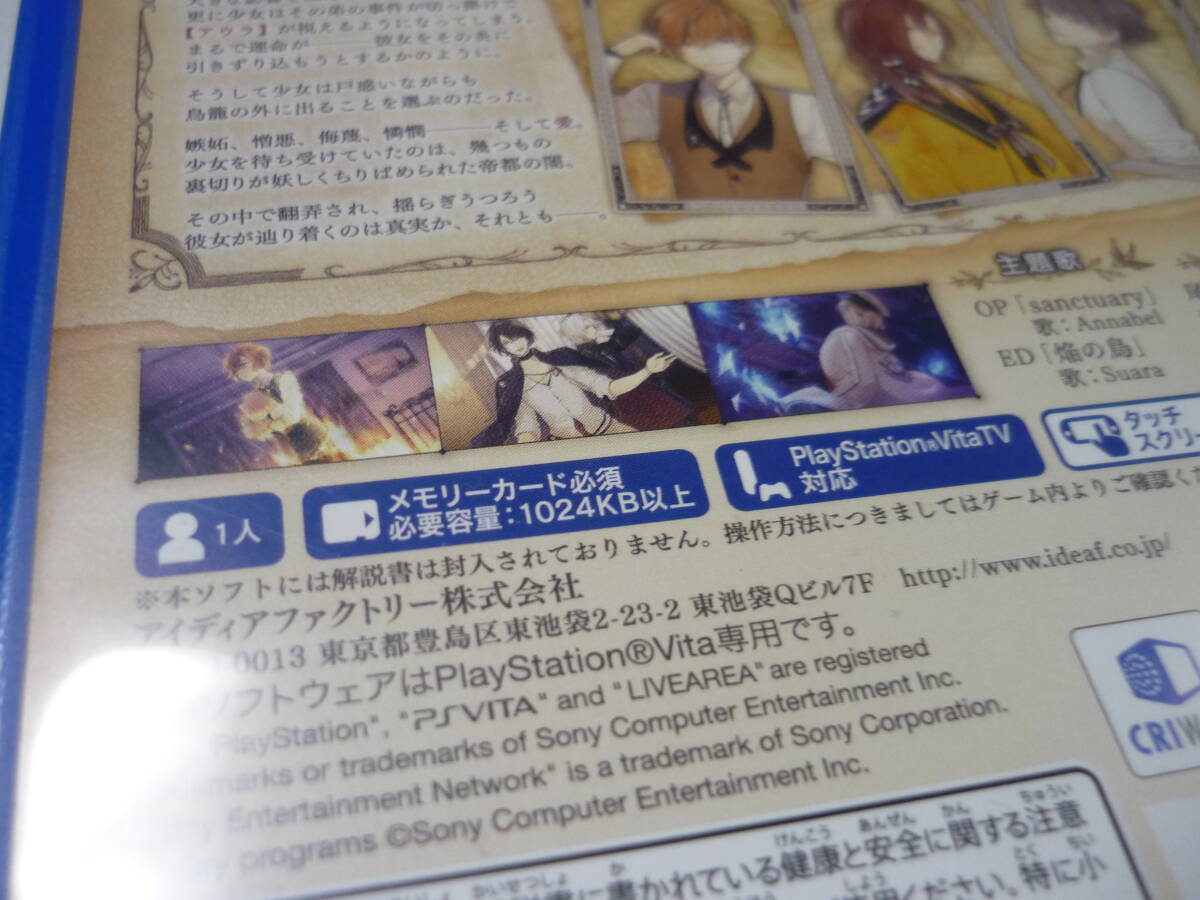 更に少女はその弟の事件が切っ掛けで
【アウラ】が視えるようになってしまう。
まるで運命が――彼女をその炎に
引きずり込もうとするかのように。
そうして少女は戸惑いながらも
鳥籠の外に出ることを選ぶのだった。
嫉妬、憎悪、侮蔑、憐憫――そして愛。
少女を待ち受けていたのは、幾つもの
裏切りが妖しくちりばめられた帝都の闇。
その中で翻弄され、揺らぎうつろう
彼女が辿り着くのは真実か、それとも――。
主題歌
OP「sanctuary」
歌：Annabel
ED「焔の鳥」
歌：Suara
1人
メモリーカード必須
必要容量：1024KB以上
PlayStation®VitaTV
対応
タッチ
スクリ
※本ソフトには解説書は封入されておりません。操作方法につきましてはゲーム内よりご確認くだ
アイディアファクトリー株式会社
0013 東京都豊島区東池袋2-23-2 東池袋Qビル7F http://www.ideaf.co.jp/
ソフトウェアはPlayStation®Vita専用です。
PlayStation", "PSVITA" and "LIVEAREA" are registered
marks or trademarks of Sony Computer Entertainment Inc.
Entertainment Network" is a trademark of Sony Corporation.
programs ©Sony Computer Entertainment Inc.
CRIW
書かれている健康と安全に関する注意
ください。特に小